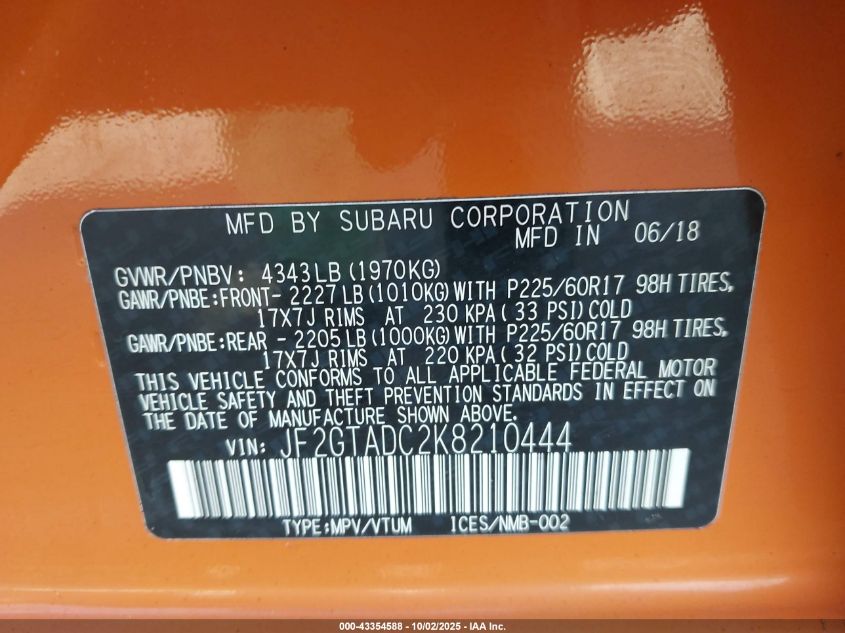 MFD BY SUBARU CORPORATION
MFD IN 06/18
GVWR/PNBV: 4343LB (1970KG)
GAWR/PNBE:FRONT- 2227LB(1010KG)WITH P225/60R17 98H TIRES,
17X7J RIMS AT 230 KPA( 33 PSI)COLD
GAWR/PNBE:REAR - 2205LB(1000KG)WITH P225/60R17 98H TIRES,
17X7J RIMS AT 220 KPA( 32 PSI)COLD
THIS VEHICLE CONFORMS TO ALL APPLICABLE FEDERAL MOTOR
VEHICLE SAFETY AND THEFT PREVENTION STANDARDS IN EFFECT ON
THE DATE OF MANUFACTURE SHOWN ABOVE.
VIN: JF2GTADC2K8210444
TYPE:MPV/VTUM ICES/NMB-002
000-43354588 - 10/02/2025 - IAA Inc.